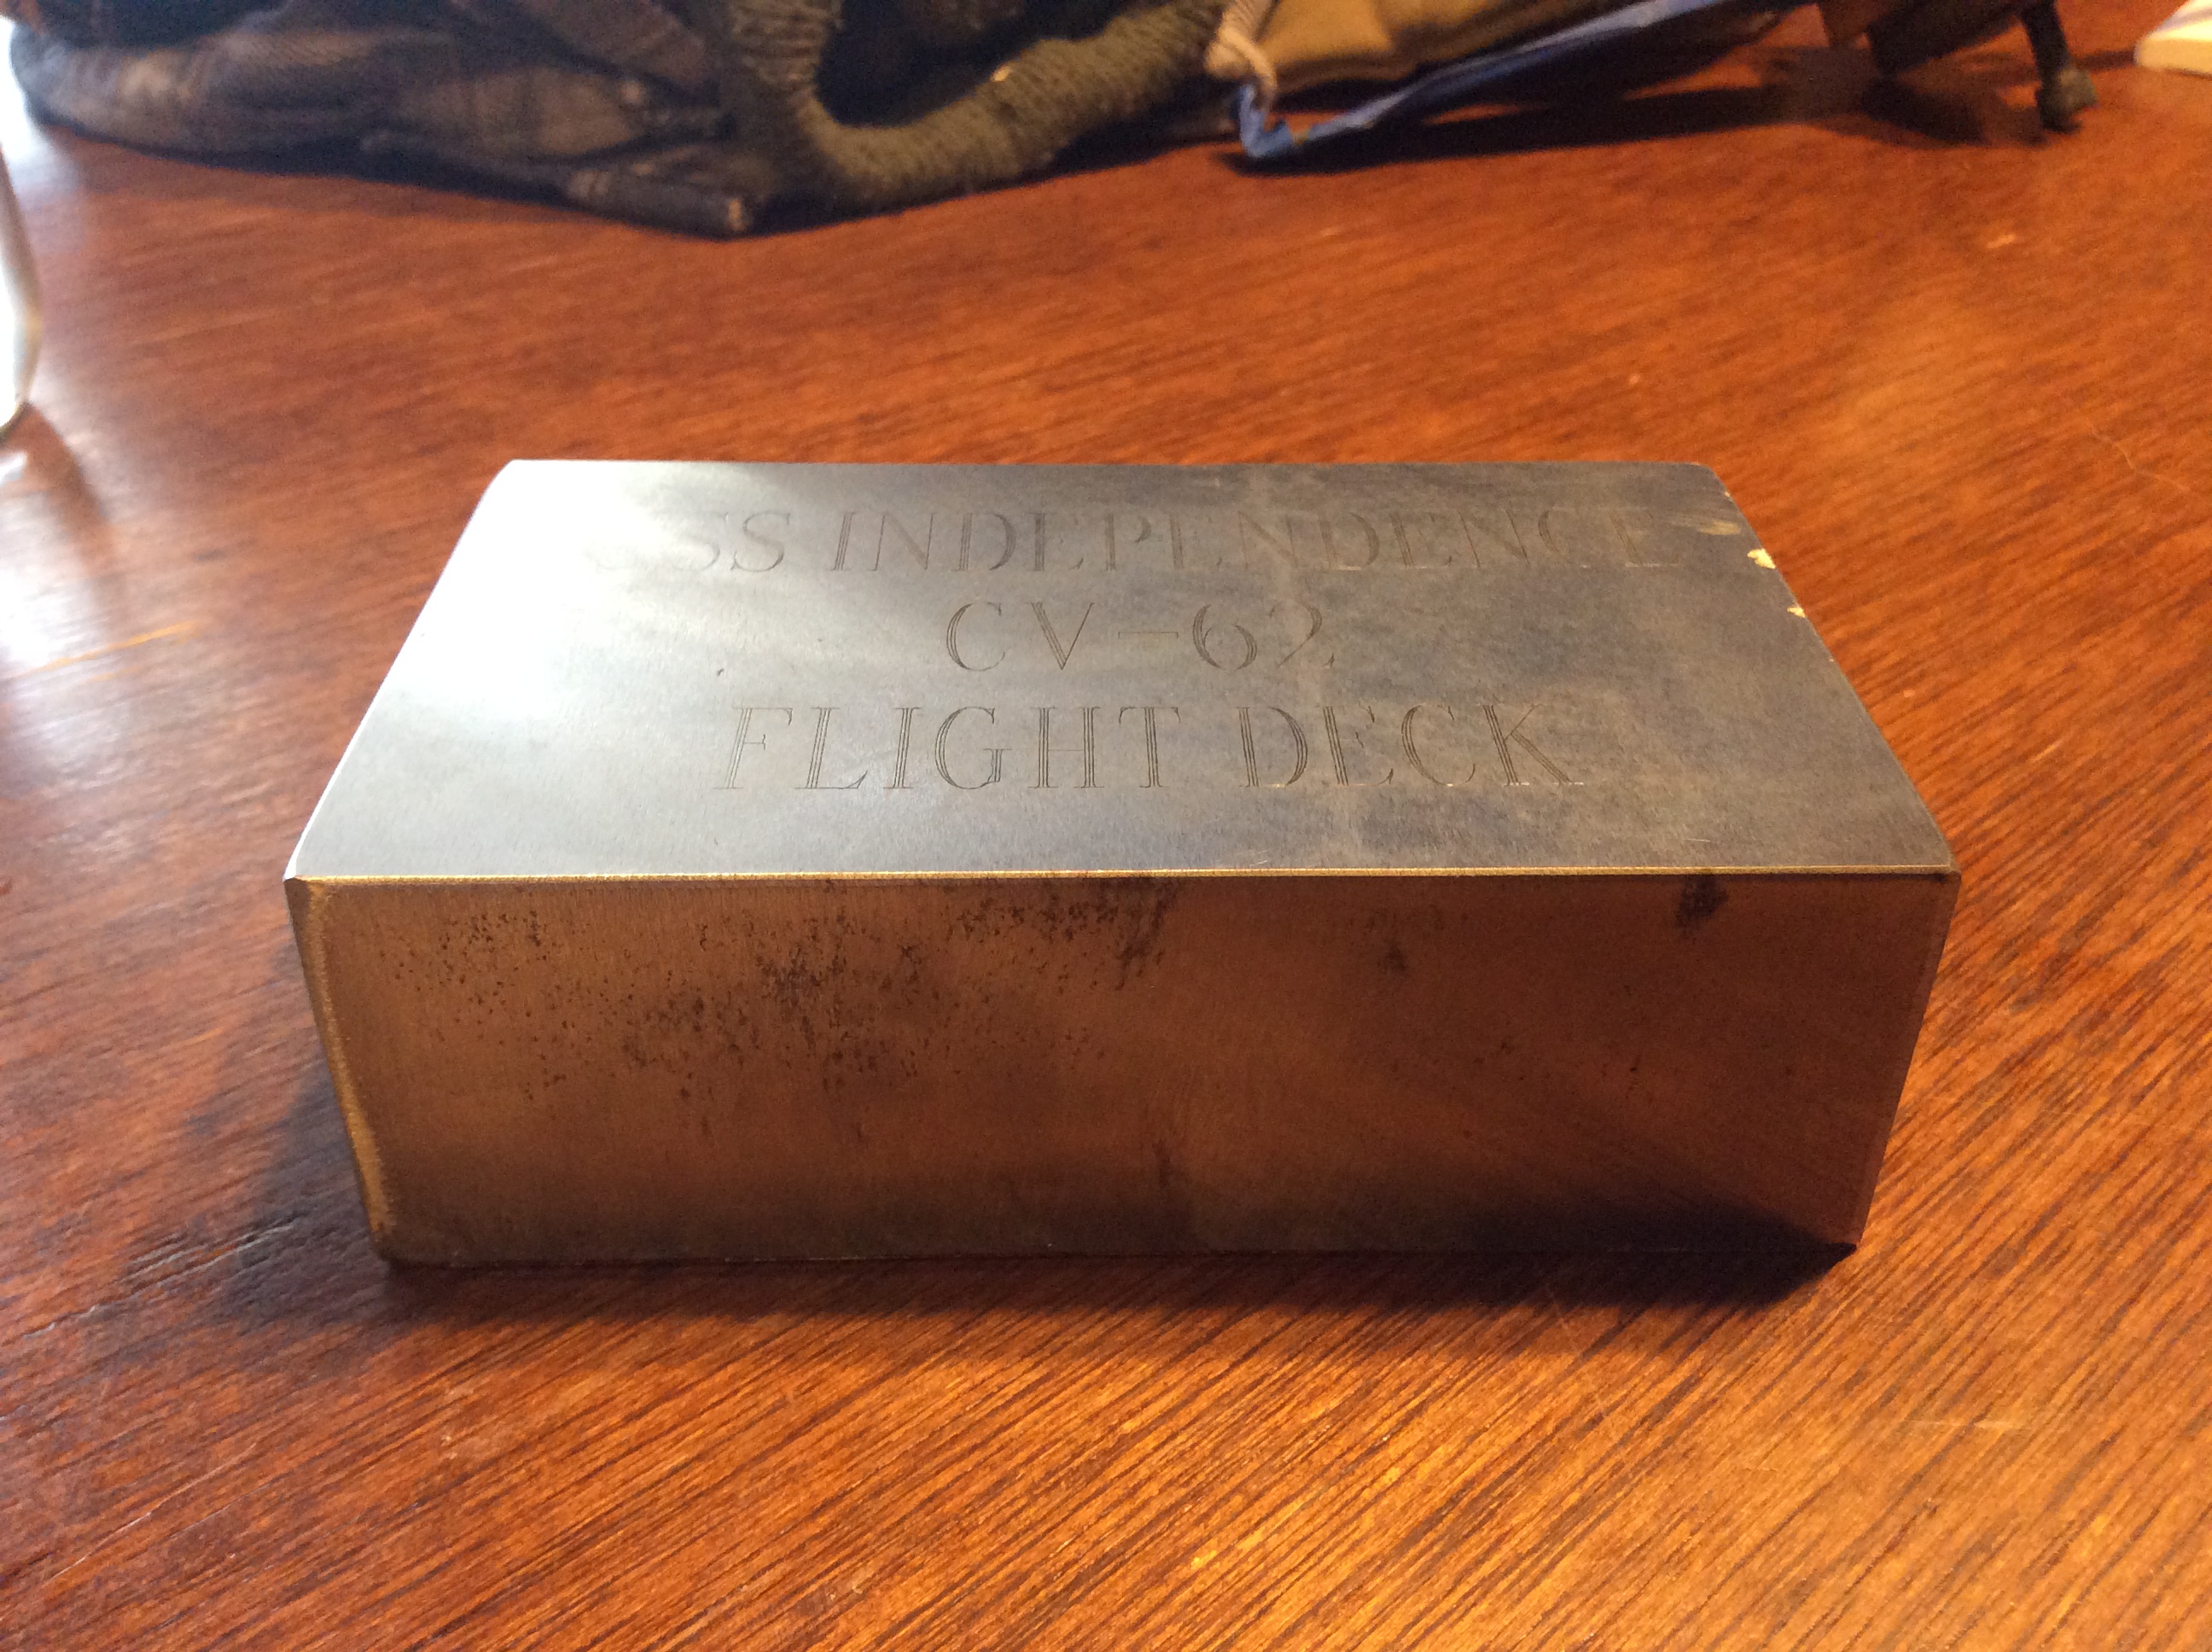 USS INDEPENDENCE
CV-62
FLIGHT DECK